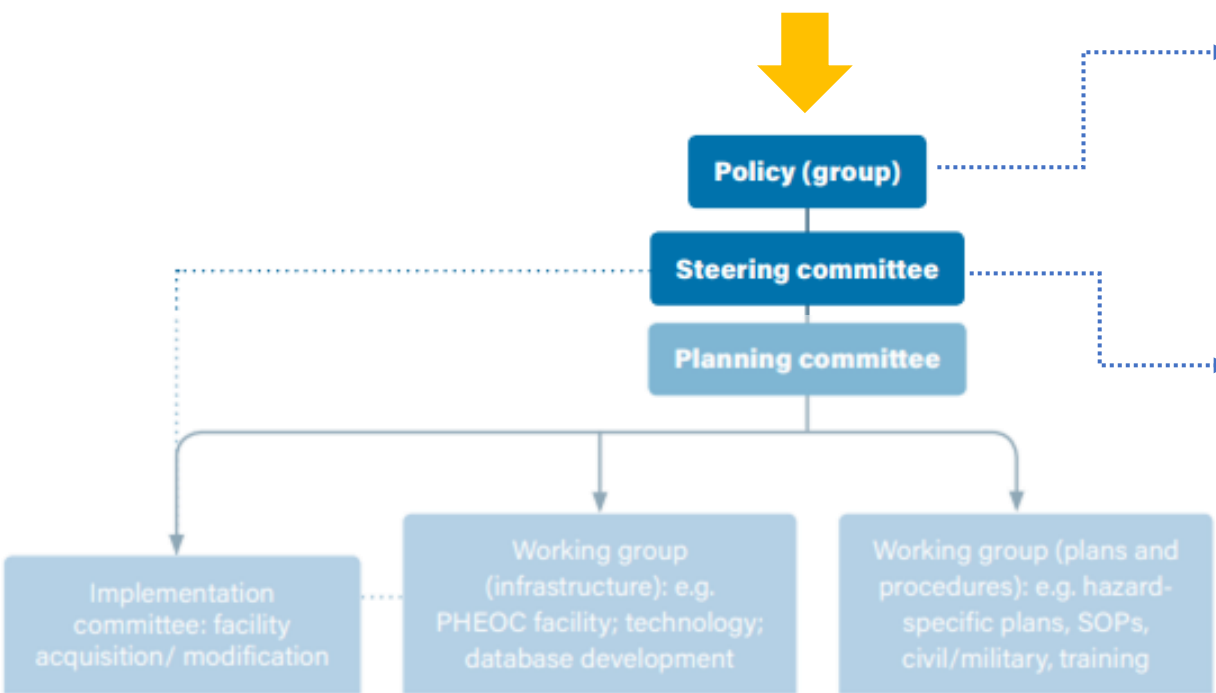 Policy (group)
Steering committee
Planning committee
Implementation
committee: facility
acquisition/ modification
Working group
(infrastructure): e.g.
PHEOC facility; technology;
database development
Working group (plans and
procedures): e.g. hazard-
specific plans, SOPs,
civil/military, training